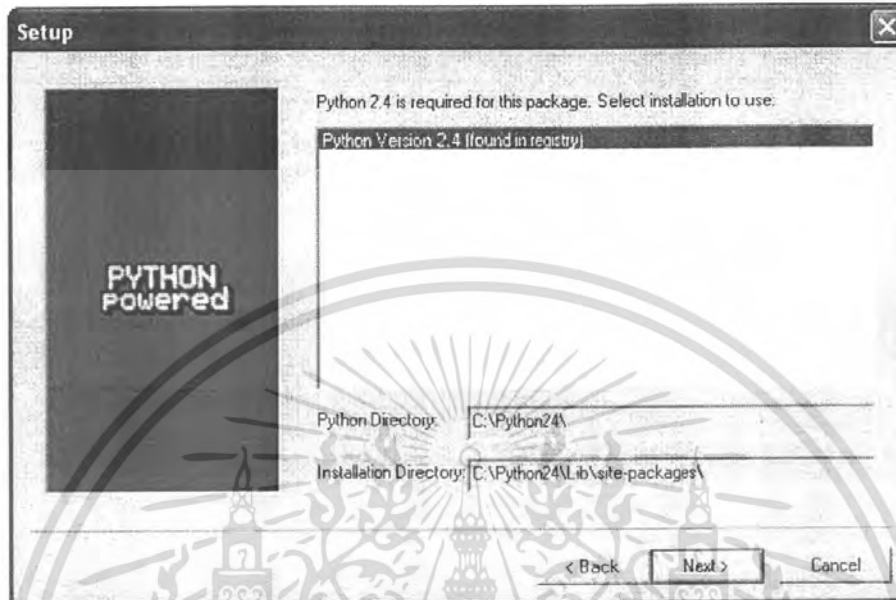 Setup
Python 2.4 is required for this package. Select installation to use:
Python Version 2.4 (found in registry)
PYTHON
powered
Python Directory: C:\Python24\
Installation Directory: C:\Python24\Lib\site-packages\
< Back Next > Cancel